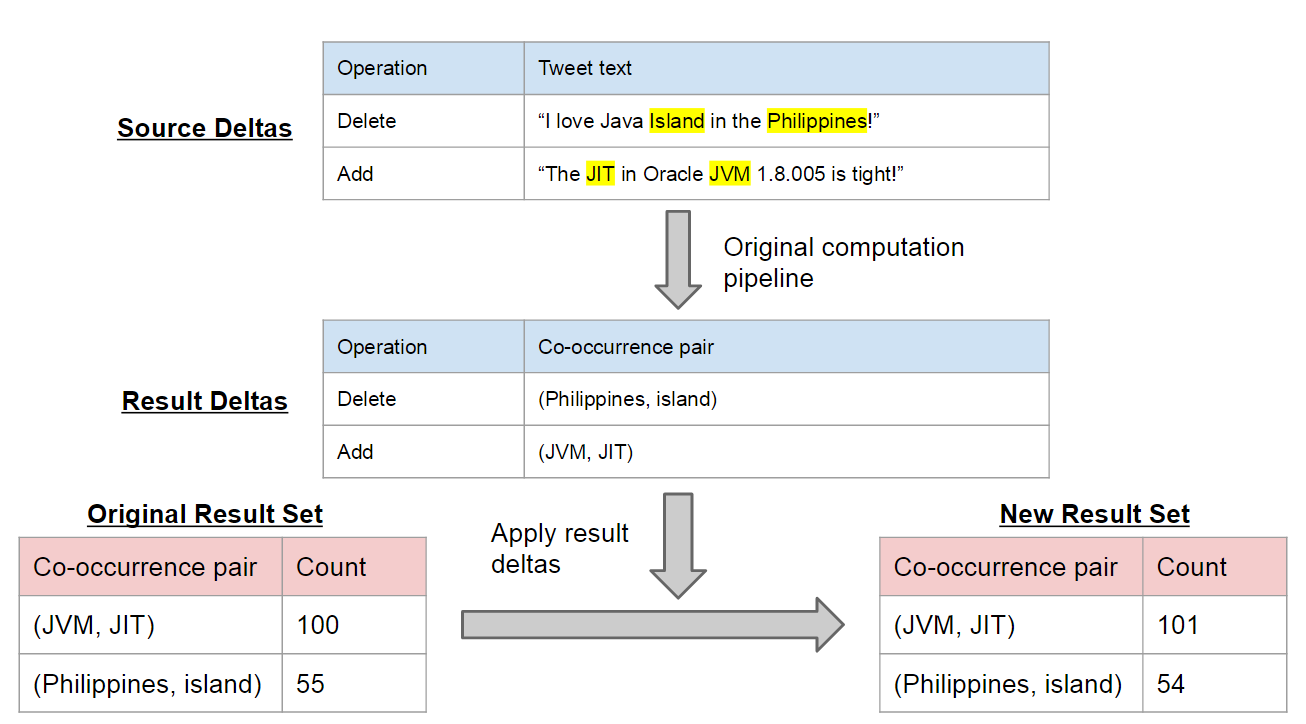 Operation Tweet text
Source Deltas
Delete “I love Java Island in the Philippines!”
Add “The JIT in Oracle JVM 1.8.005 is tight!”
Original computation
pipeline
Operation Co-occurrence pair
Result Deltas
Delete (Philippines, island)
Add (JVM, JIT)
Original Result Set
Co-occurrence pair Count
(JVM, JIT) 100
(Philippines, island) 55
Apply result
deltas
New Result Set
Co-occurrence pair Count
(JVM, JIT) 101
(Philippines, island) 54